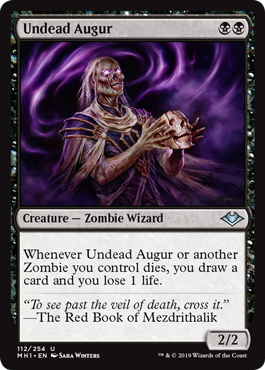 Undead Augur
Creature — Zombie Wizard
Whenever Undead Augur or another
Zombie you control dies, you draw a
card and you lose 1 life.
“To see past the veil of death, cross it.”
—The Red Book of Mezdrithalik
2/2
112/254 U
MH1 • EN Sara Winters
™ & © 2019 Wizards of the Coast